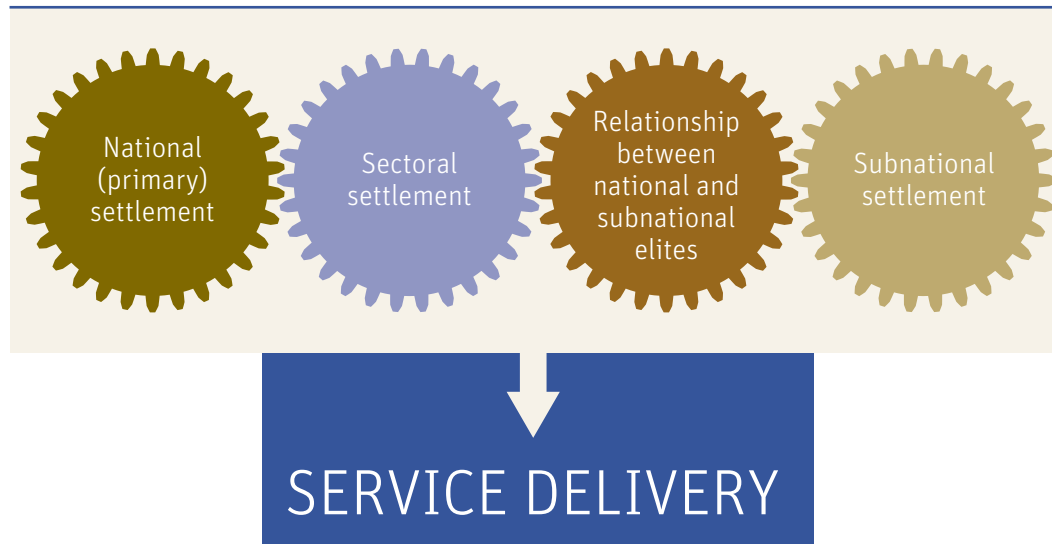 National
(primary)
settlement
Sectoral
settlement
Relationship
between
national and
subnational
elites
Subnational
settlement
SERVICE DELIVERY